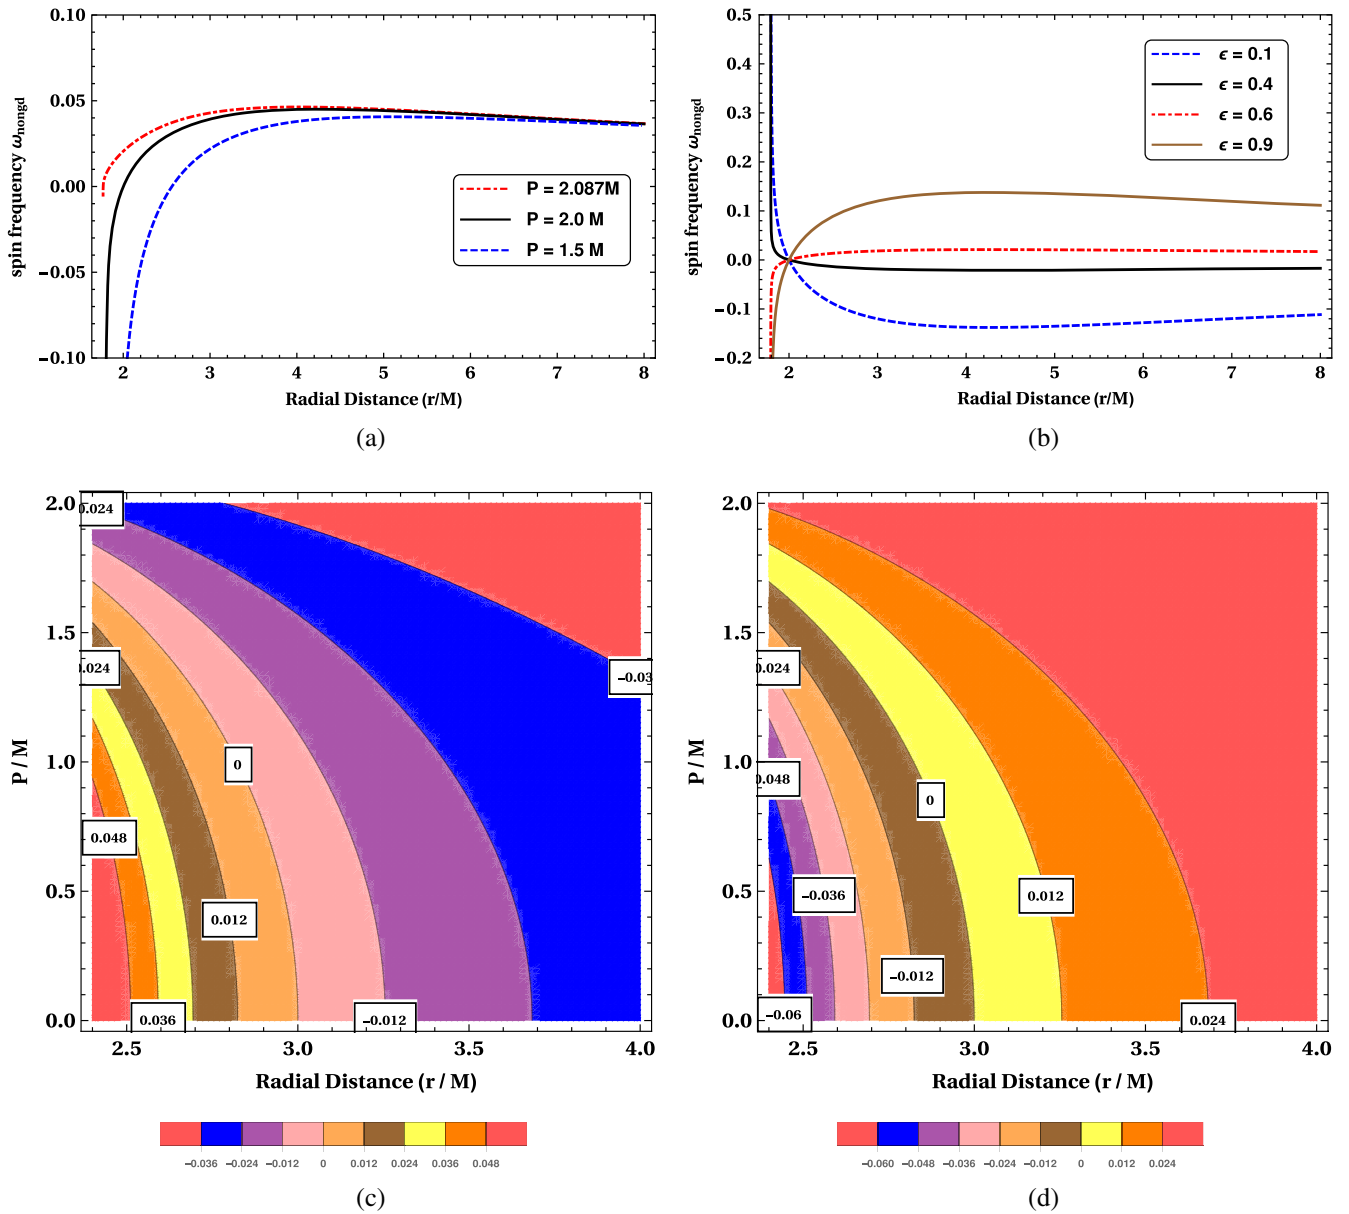 0.10
0.05
0.00
−0.05
−0.10
spin frequency ωnongd
P = 2.087M
P = 2.0 M
P = 1.5 M
2 3 4 5 6 7 8
Radial Distance (r/M)
(a)
0.5
0.4
0.3
0.2
0.1
0.0
−0.1
−0.2
spin frequency ωnongd
ϵ = 0.1
ϵ = 0.4
ϵ = 0.6
ϵ = 0.9
2 3 4 5 6 7 8
Radial Distance (r/M)
(b)
2.0
1.5
1.0
0.5
0.0
P / M
0.024
−0.03
0.024
0
0.048
0.012
0.036
−0.012
2.5 3.0 3.5 4.0
Radial Distance (r / M)
−0.036 −0.024 −0.012 0 0.012 0.024 0.036 0.048
(c)
2.0
1.5
1.0
0.5
0.0
P / M
0.024
0.048
0
−0.036
0.012
−0.012
−0.06
0.024
2.5 3.0 3.5 4.0
Radial Distance (r / M)
−0.060 −0.048 −0.036 −0.024 −0.012 0 0.012 0.024
(d)